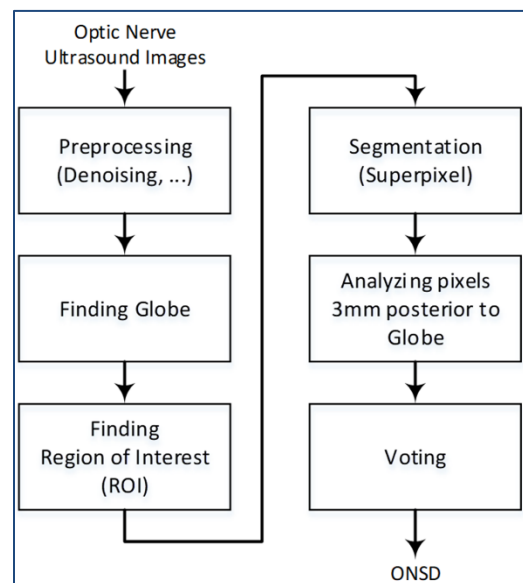 Optic Nerve
Ultrasound Images
Preprocessing
(Denoising, ...)
Finding Globe
Finding
Region of Interest
(ROI)
Segmentation
(Superpixel)
Analyzing pixels
3mm posterior to
Globe
Voting
ONSD